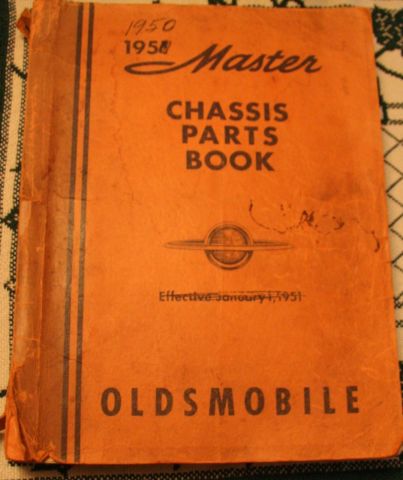 1950
1951 Master
CHASSIS
PARTS
BOOK
Effective January 1, 1951
OLDSMOBILE